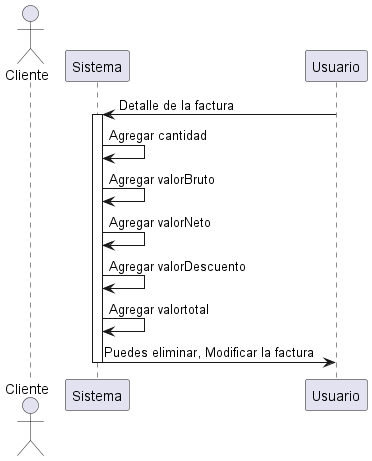 Cliente
Sistema
Usuario
Detalle de la factura
Agregar cantidad
Agregar valorBruto
Agregar valorNeto
Agregar valorDescuento
Agregar valortotal
Puedes eliminar, Modificar la factura
Cliente
Sistema
Usuario